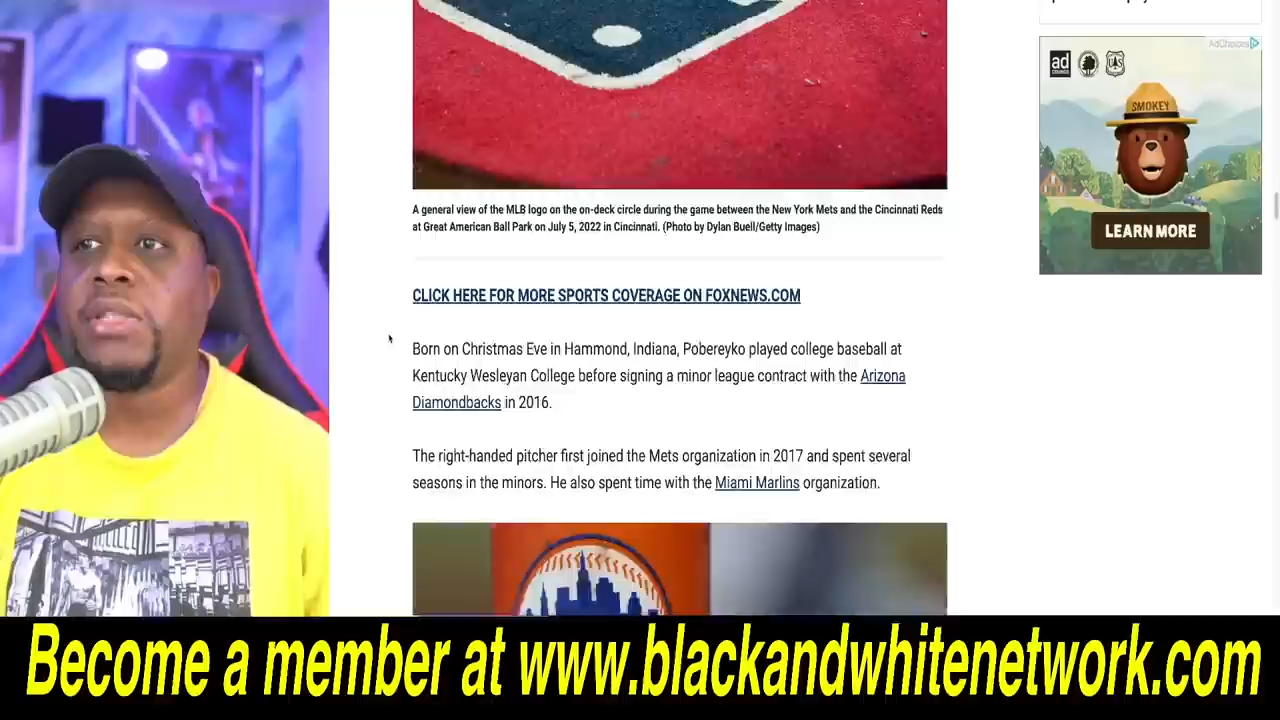 AdChoices
ad
COUNCIL
SMOKEY
LEARN MORE
A general view of the MLB logo on the on-deck circle during the game between the New York Mets and the Cincinnati Reds
at Great American Ball Park on July 5, 2022 in Cincinnati. (Photo by Dylan Buell/Getty Images)
CLICK HERE FOR MORE SPORTS COVERAGE ON FOXNEWS.COM
Born on Christmas Eve in Hammond, Indiana, Pobereyko played college baseball at
Kentucky Wesleyan College before signing a minor league contract with the Arizona
Diamondbacks in 2016.
The right-handed pitcher first joined the Mets organization in 2017 and spent several
seasons in the minors. He also spent time with the Miami Marlins organization.
Become a member at www.blackandwhitenetwork.com